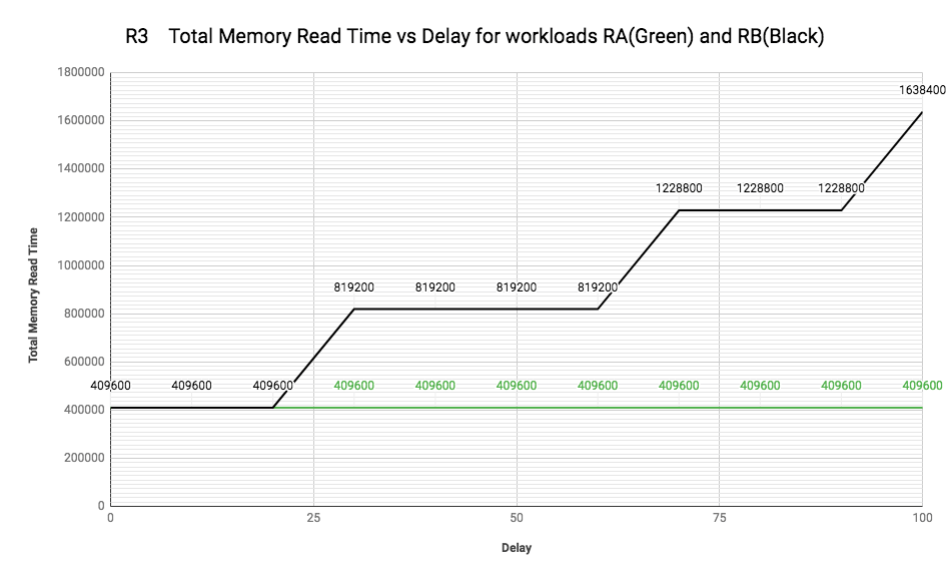 R3 Total Memory Read Time vs Delay for workloads RA(Green) and RB(Black)
1800000
1638400
1600000
1400000
1228800 1228800 1228800
1200000
1000000
819200 819200 819200 819200
800000
600000
409600 409600 409600 409600 409600 409600 409600 409600 409600 409600 409600
400000
200000
0
0 25 50 75 100
Total Memory Read Time
Delay